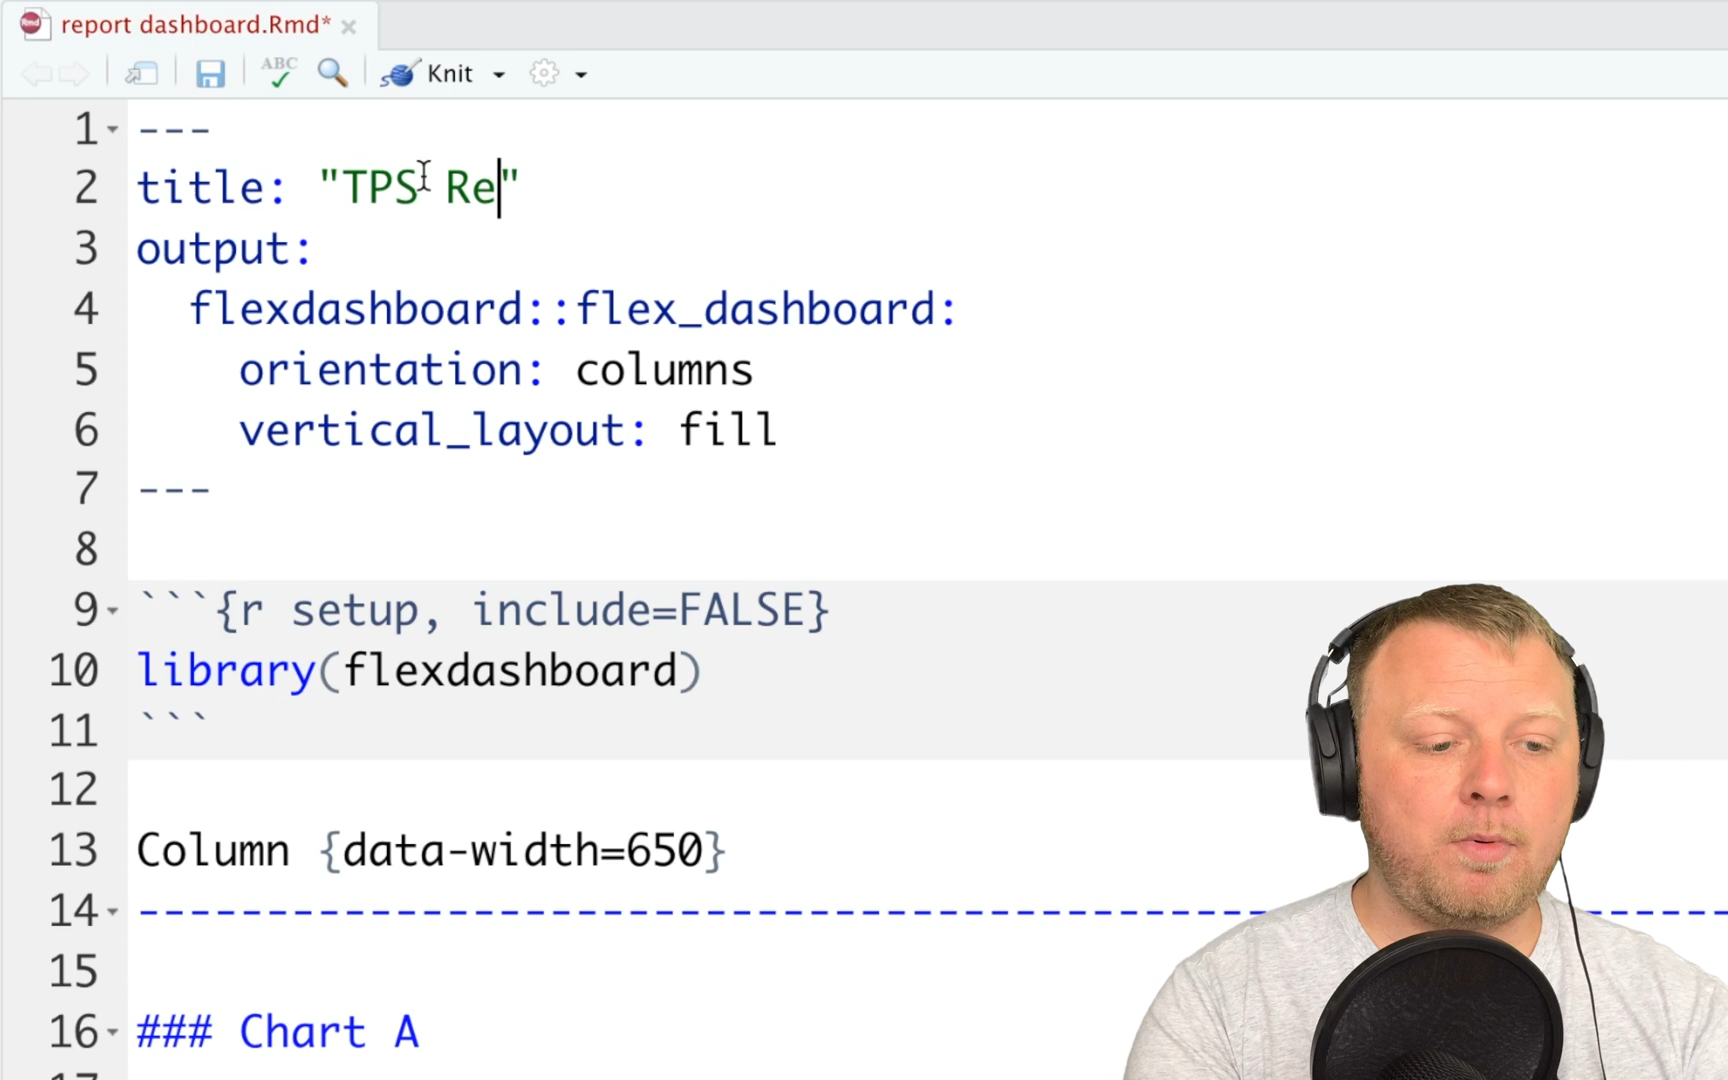 Rmd report dashboard.Rmd*
ABC Knit
1 ---
2 title: "TPS Re"
3 output:
4 flexdashboard::flex_dashboard:
5 orientation: columns
6 vertical_layout: fill
7 ---
8
9 ```{r setup, include=FALSE}
10 library(flexdashboard)
11 ```
12
13 Column {data-width=650}
14 -----------------------------------------------------------------
15
16 ### Chart A